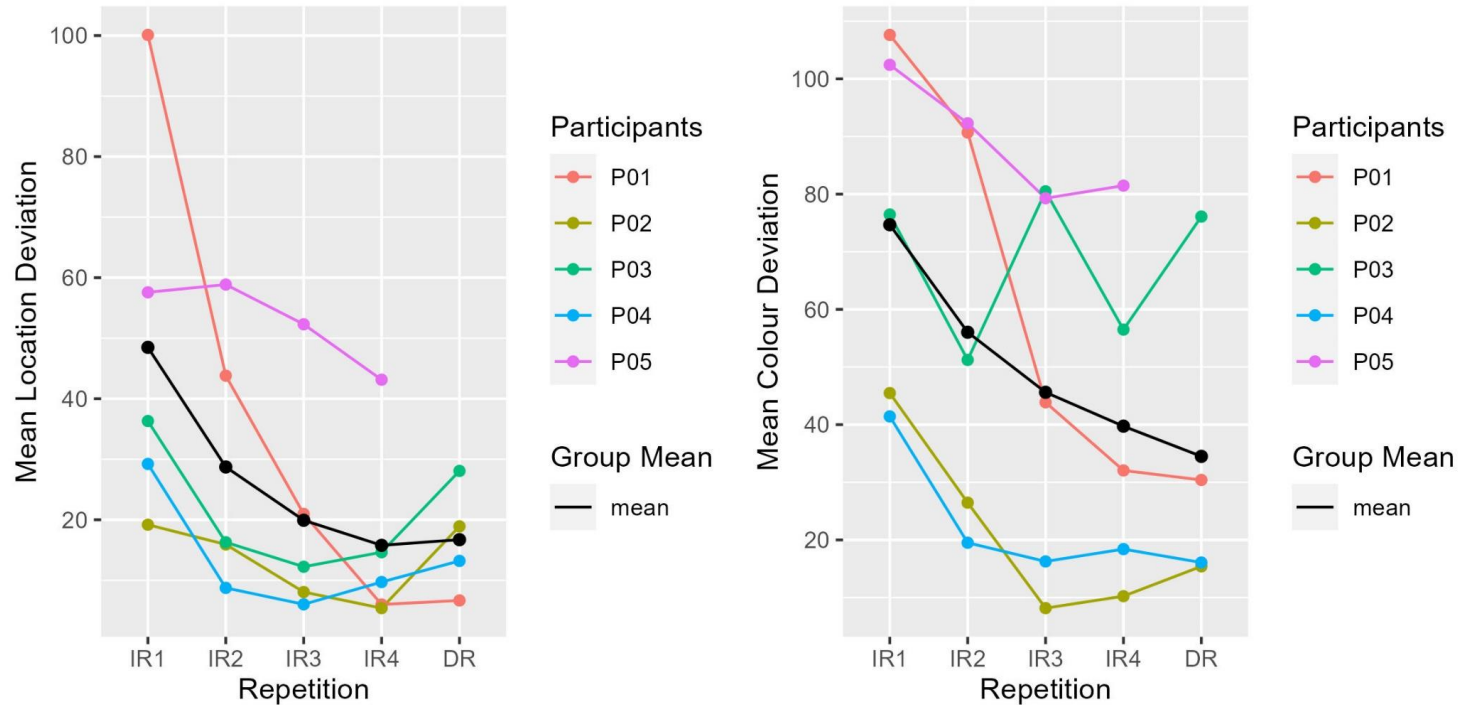 Mean Location Deviation
100
80
60
40
20
IR1 IR2 IR3 IR4 DR
Repetition
Participants
P01
P02
P03
P04
P05
Group Mean
mean
Mean Colour Deviation
100
80
60
40
20
IR1 IR2 IR3 IR4 DR
Repetition
Participants
P01
P02
P03
P04
P05
Group Mean
mean